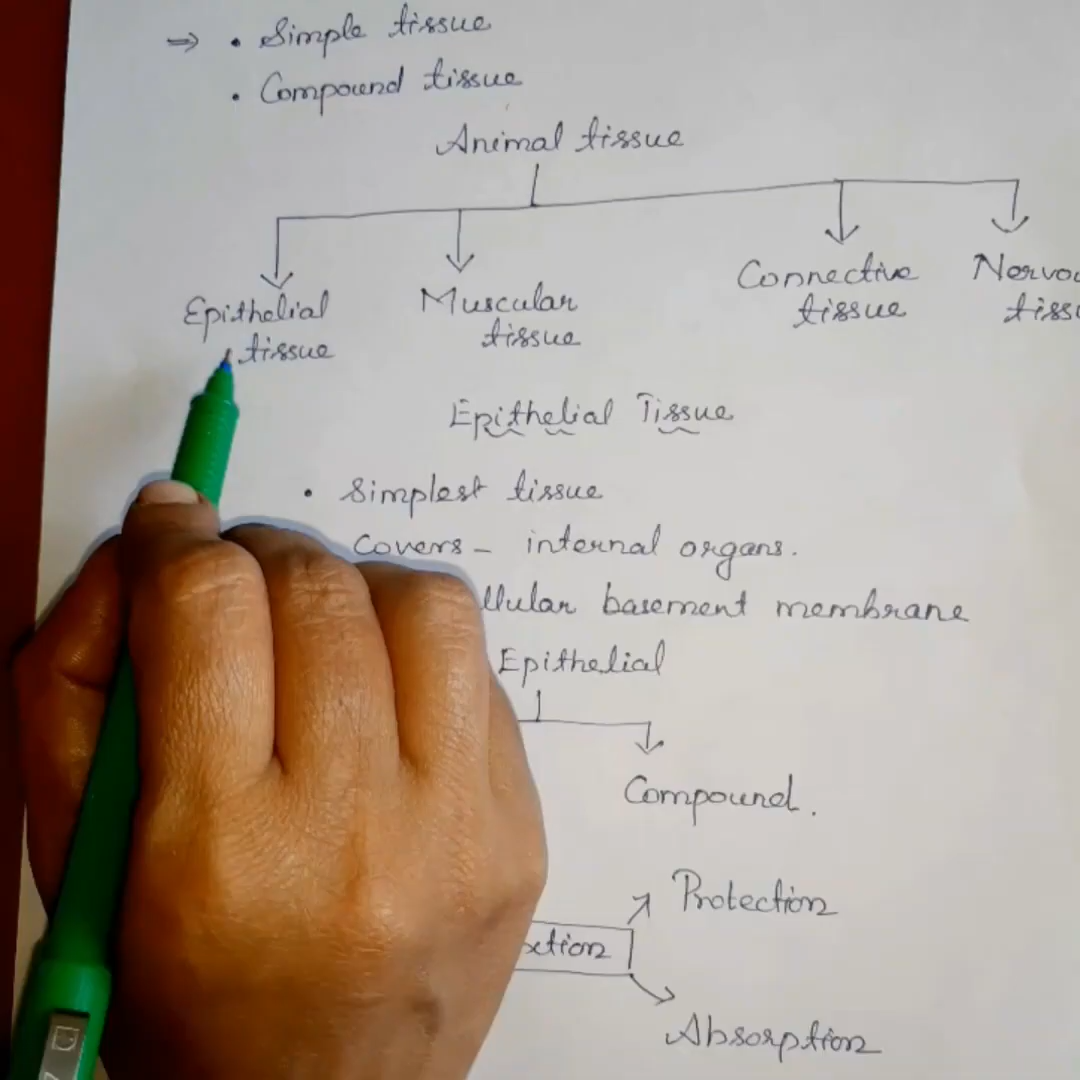 ⇒ • Simple tissue
• Compound tissue
Animal tissue
Epithelial tissue
Muscular tissue
Connective tissue
Epithelial Tissue
• Simplest tissue
Covers - internal organs.
basement membrane
Epithelial
Compound.
Protection
Absorption